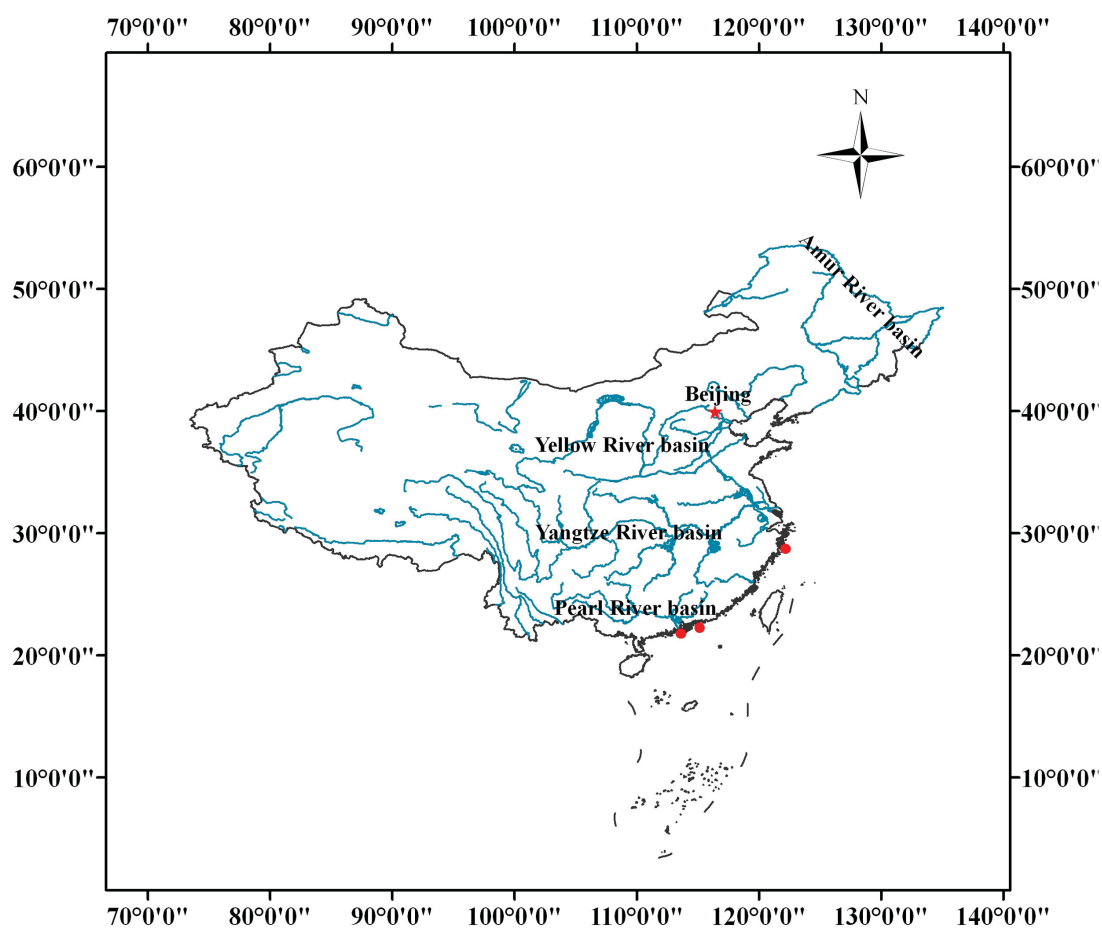 70°0'0" 80°0'0" 90°0'0" 100°0'0" 110°0'0" 120°0'0" 130°0'0" 140°0'0"
N
60°0'0" 60°0'0"
Amur River basin
50°0'0" 50°0'0"
Beijing
40°0'0" 40°0'0"
Yellow River basin
30°0'0" 30°0'0"
Yangtze River basin
Pearl River basin
20°0'0" 20°0'0"
10°0'0" 10°0'0"
70°0'0" 80°0'0" 90°0'0" 100°0'0" 110°0'0" 120°0'0" 130°0'0" 140°0'0"